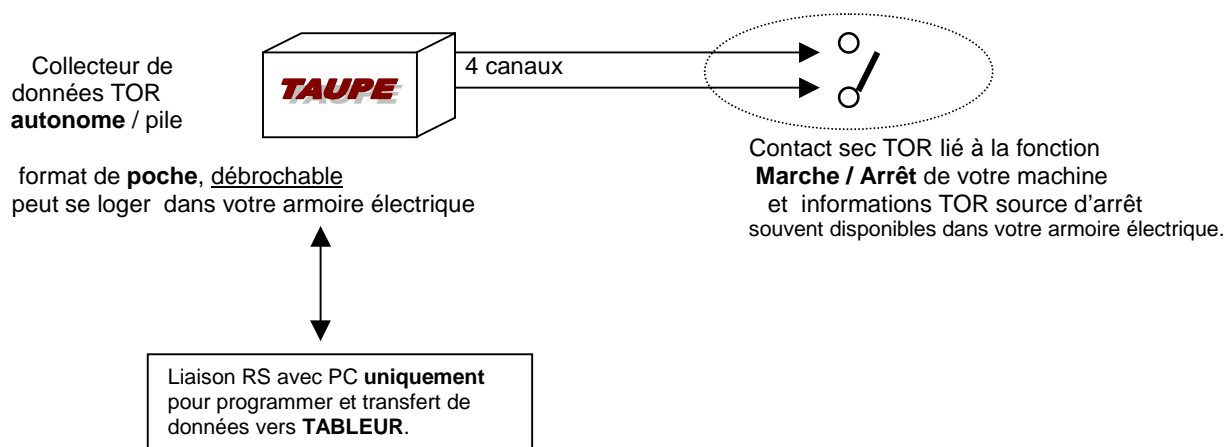 Collecteur de
données TOR
autonome / pile
TAUPE
4 canaux
format de poche, débrochable
peut se loger dans votre armoire électrique
Contact sec TOR lié à la fonction
Marche / Arrêt de votre machine
et informations TOR source d'arrêt
souvent disponibles dans votre armoire électrique.
Liaison RS avec PC uniquement
pour programmer et transfert de
données vers TABLEUR.